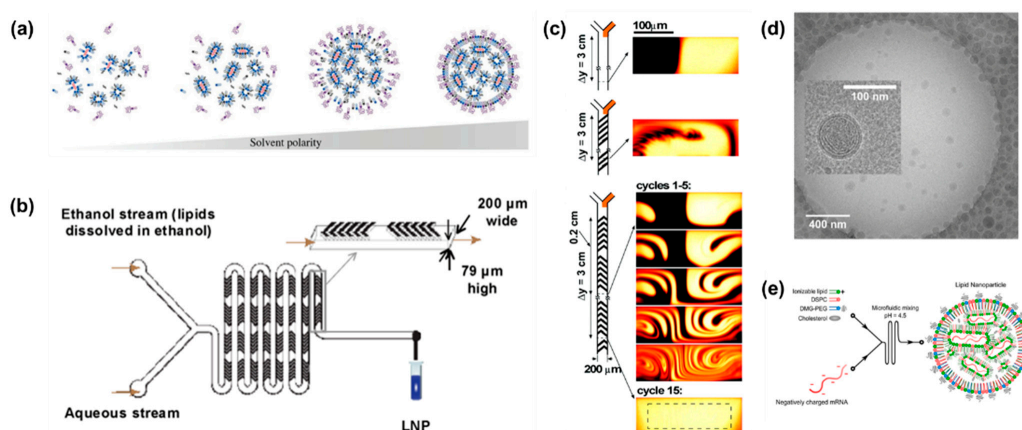 (a)
Solvent polarity
(b)
Ethanol stream (lipids
dissolved in ethanol)
200 µm
wide
79 µm
high
Aqueous stream
LNP
(c)
100µm
Δy = 3 cm
Δy = 3 cm
cycles 1-5:
0.2 cm
Δy = 3 cm
200 µm
cycle 15:
(d)
100 nm
400 nm
(e)
Ionizable lipid
DSPC
DMG-PEG
Cholesterol
Microfluidic mixing
pH = 4.5
Lipid Nanoparticle
Negatively charged mRNA